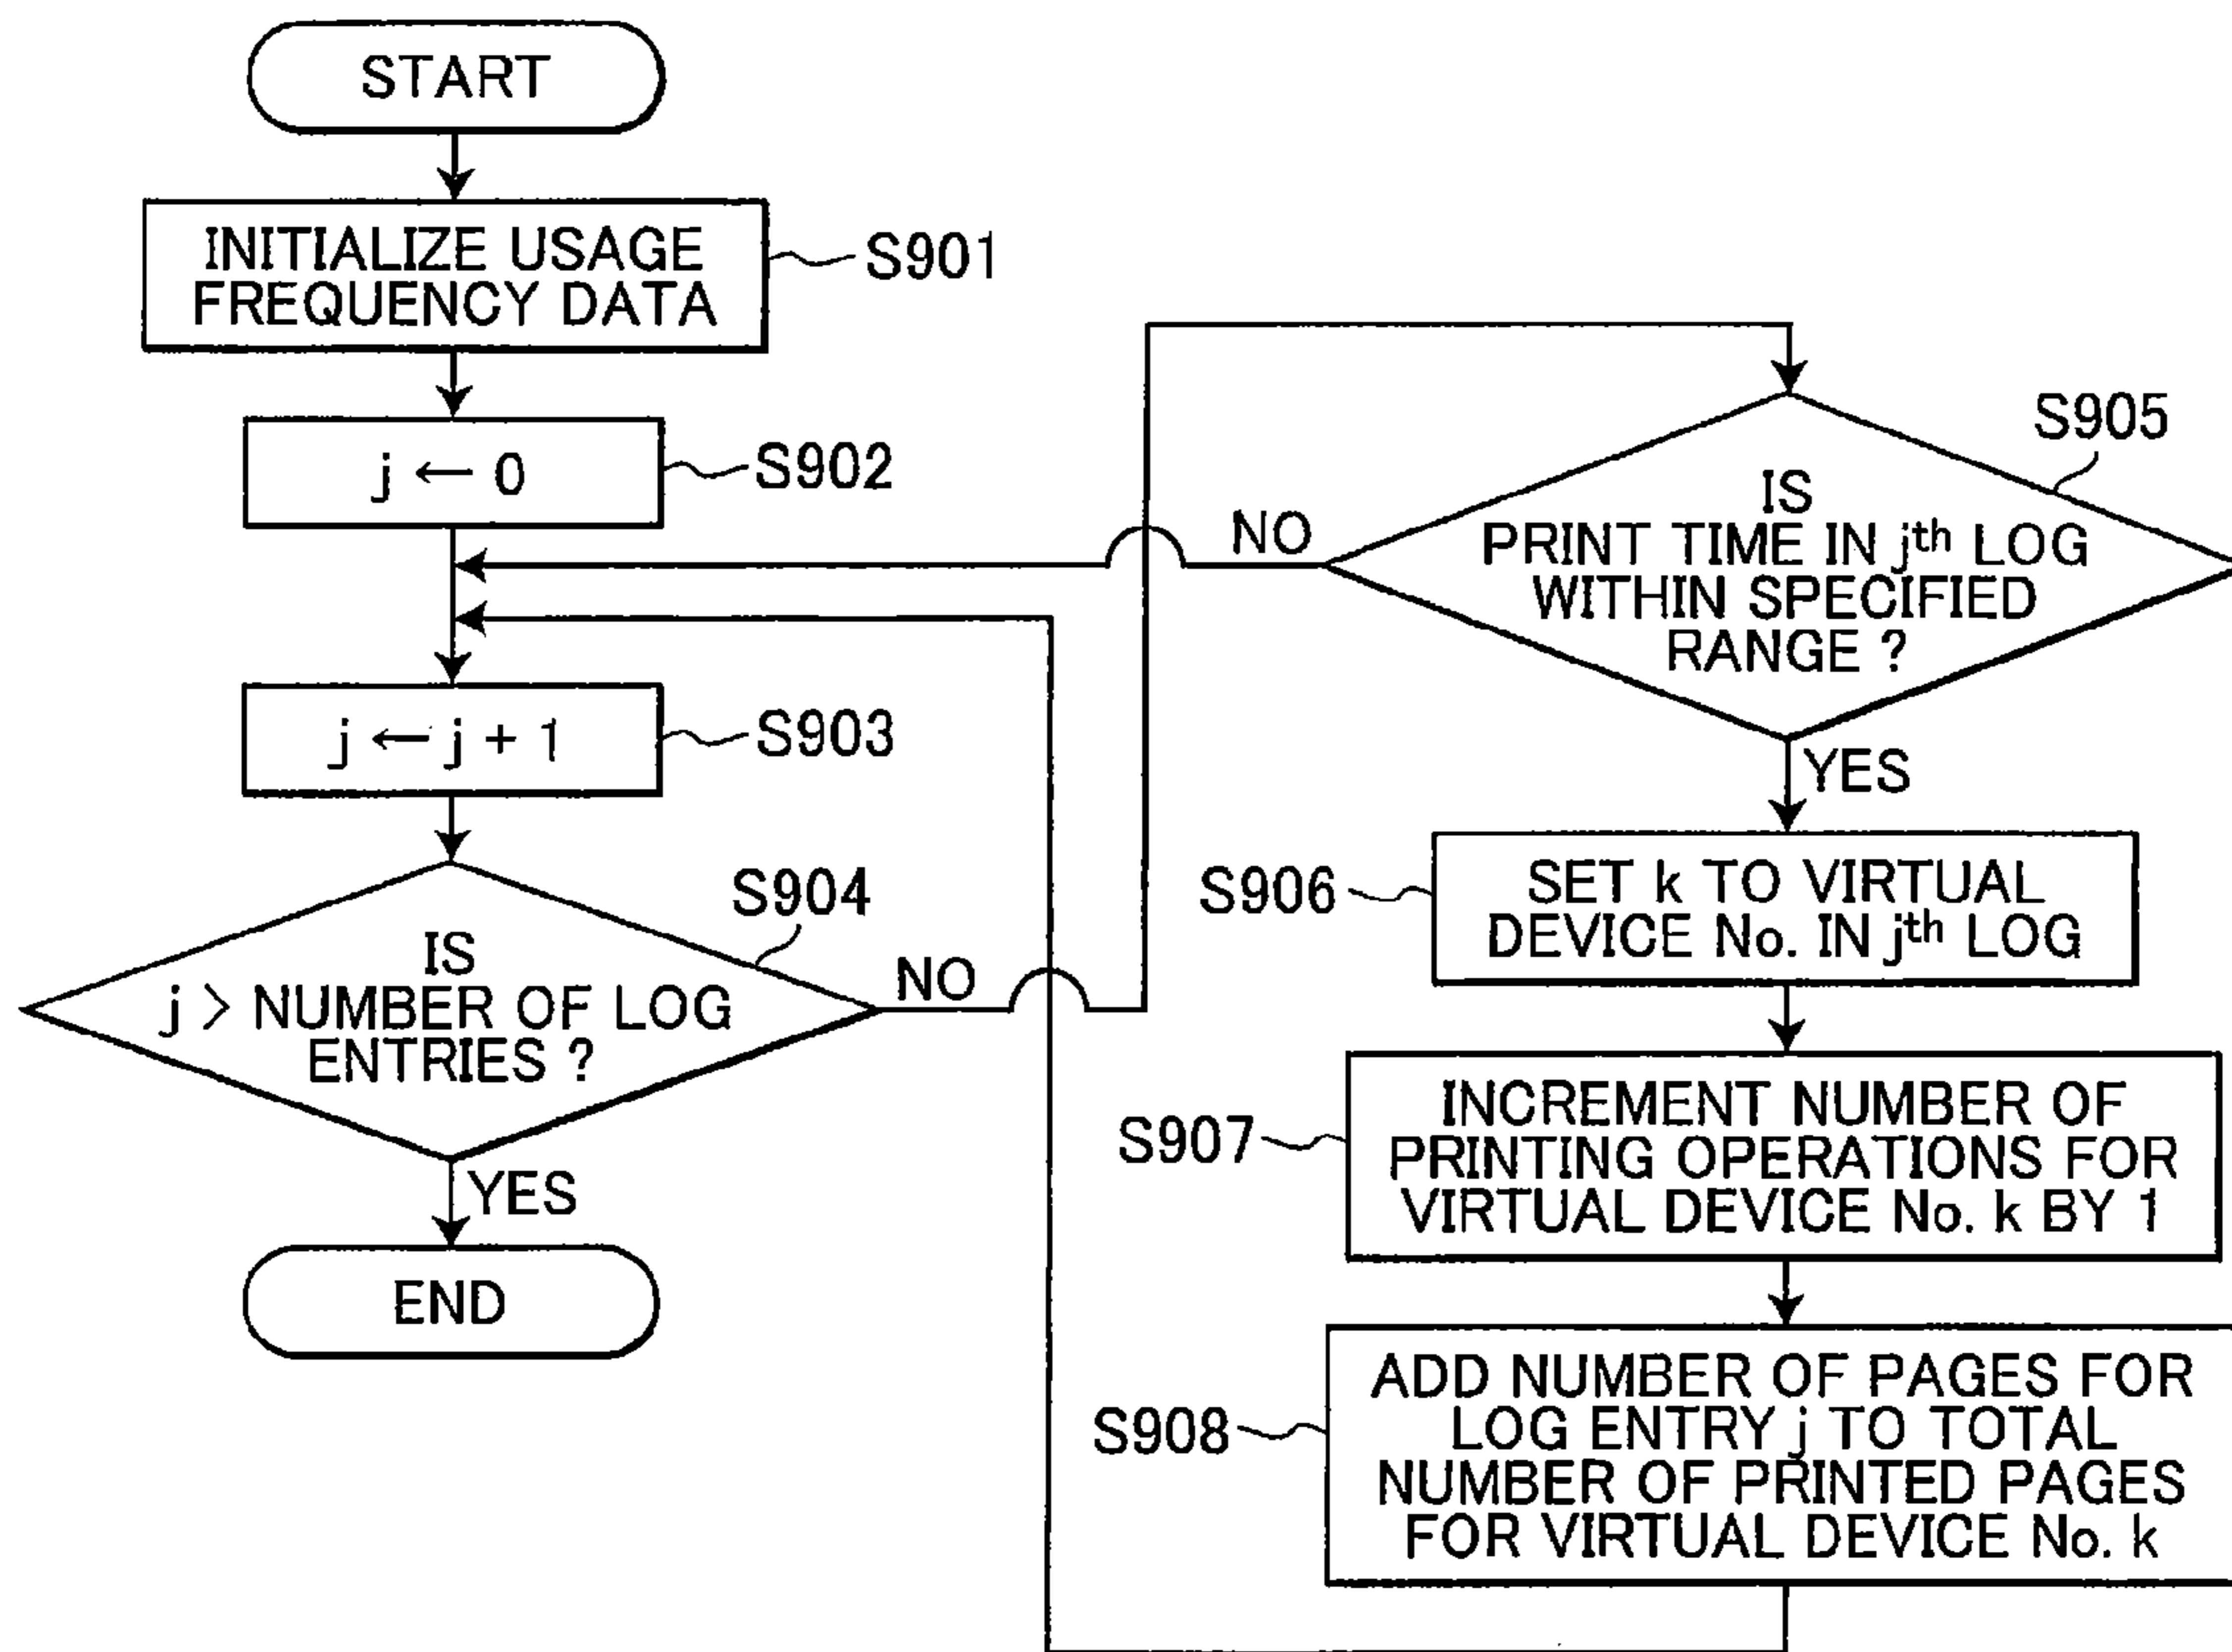 START
INITIALIZE USAGE
FREQUENCY DATA
S901
j ← 0
S902
j ← j + 1
S903
S904
IS
j > NUMBER OF LOG
ENTRIES ?
NO
YES
END
S905
IS
PRINT TIME IN jth LOG
WITHIN SPECIFIED
RANGE ?
NO
YES
S906
SET k TO VIRTUAL
DEVICE No. IN jth LOG
S907
INCREMENT NUMBER OF
PRINTING OPERATIONS FOR
VIRTUAL DEVICE No. k BY 1
S908
ADD NUMBER OF PAGES FOR
LOG ENTRY j TO TOTAL
NUMBER OF PRINTED PAGES
FOR VIRTUAL DEVICE No. k